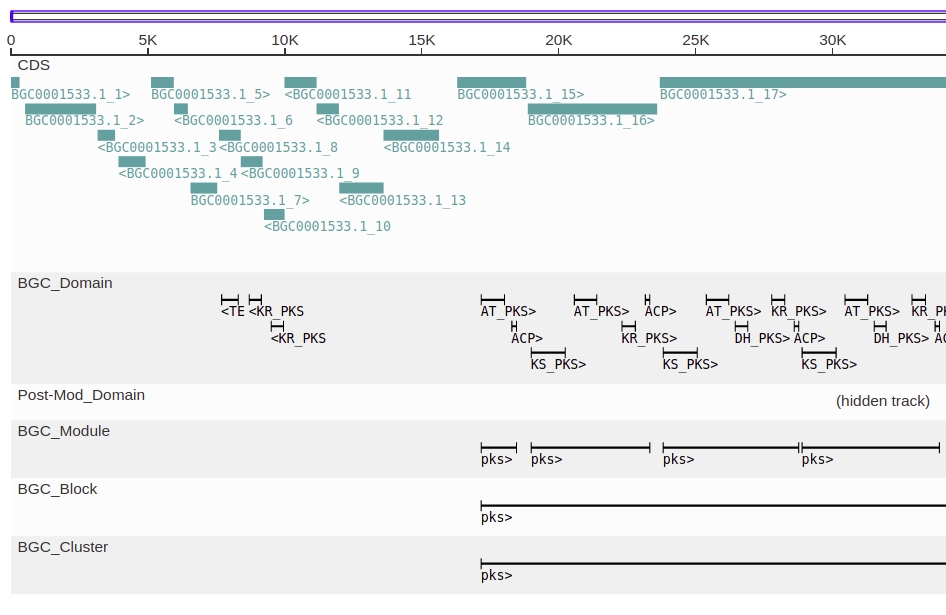 0 5K 10K 15K 20K 25K 30K
CDS
BGC0001533.1_1> BGC0001533.1_5> <BGC0001533.1_11 BGC0001533.1_15> BGC0001533.1_17>
BGC0001533.1_2> <BGC0001533.1_6 <BGC0001533.1_12 BGC0001533.1_16>
<BGC0001533.1_3 <BGC0001533.1_8 <BGC0001533.1_14
<BGC0001533.1_4 <BGC0001533.1_9
BGC0001533.1_7> <BGC0001533.1_13
<BGC0001533.1_10
BGC_Domain
<TE <KR_PKS AT_PKS> AT_PKS> ACP> AT_PKS> KR_PKS> AT_PKS> KR_P
<KR_PKS ACP> KR_PKS> DH_PKS> ACP> DH_PKS> AC
KS_PKS> KS_PKS> KS_PKS>
Post-Mod_Domain (hidden track)
BGC_Module
pks> pks> pks> pks>
BGC_Block
pks>
BGC_Cluster
pks>